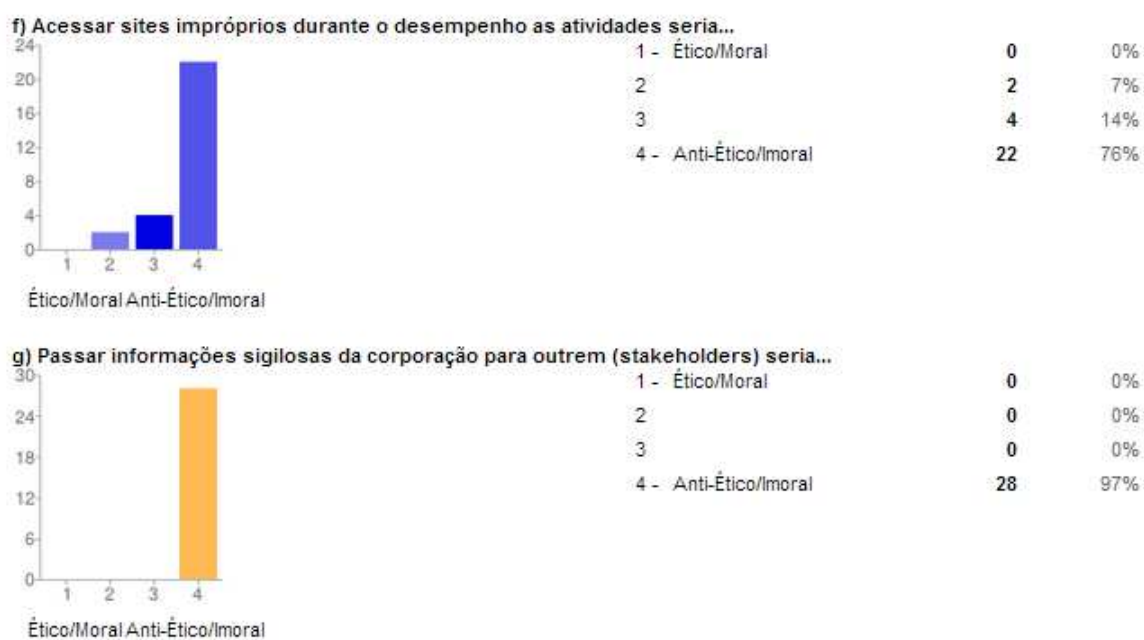 f) Acessar sites impróprios durante o desempenho as atividades seria...
24
20
16
12
8
4
0
1 2 3 4
Ético/Moral Anti-Ético/Imoral
1 - Ético/Moral 0 0%
2 2 7%
3 4 14%
4 - Anti-Ético/Imoral 22 76%
g) Passar informações sigilosas da corporação para outrem (stakeholders) seria...
30
24
18
12
6
0
1 2 3 4
Ético/Moral Anti-Ético/Imoral
1 - Ético/Moral 0 0%
2 0 0%
3 0 0%
4 - Anti-Ético/Imoral 28 97%